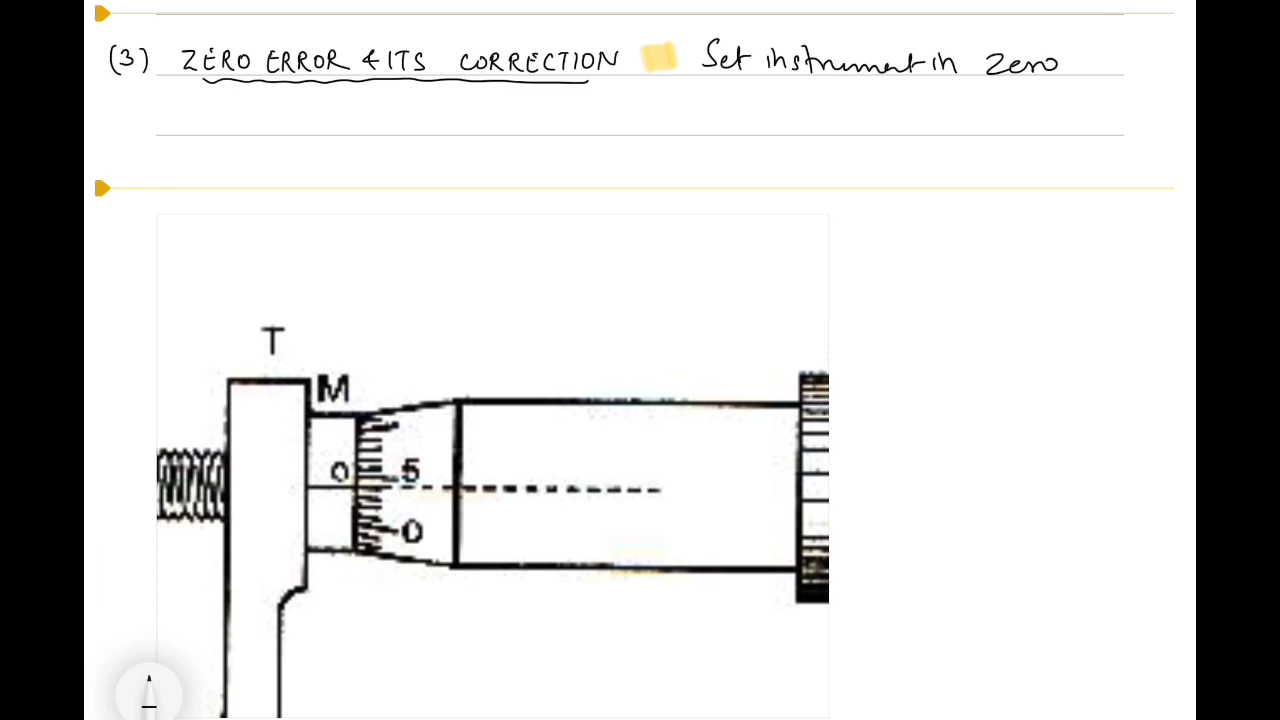 (3) ZERO ERROR & ITS CORRECTION Set instrument in zero
T
M
0 5
0